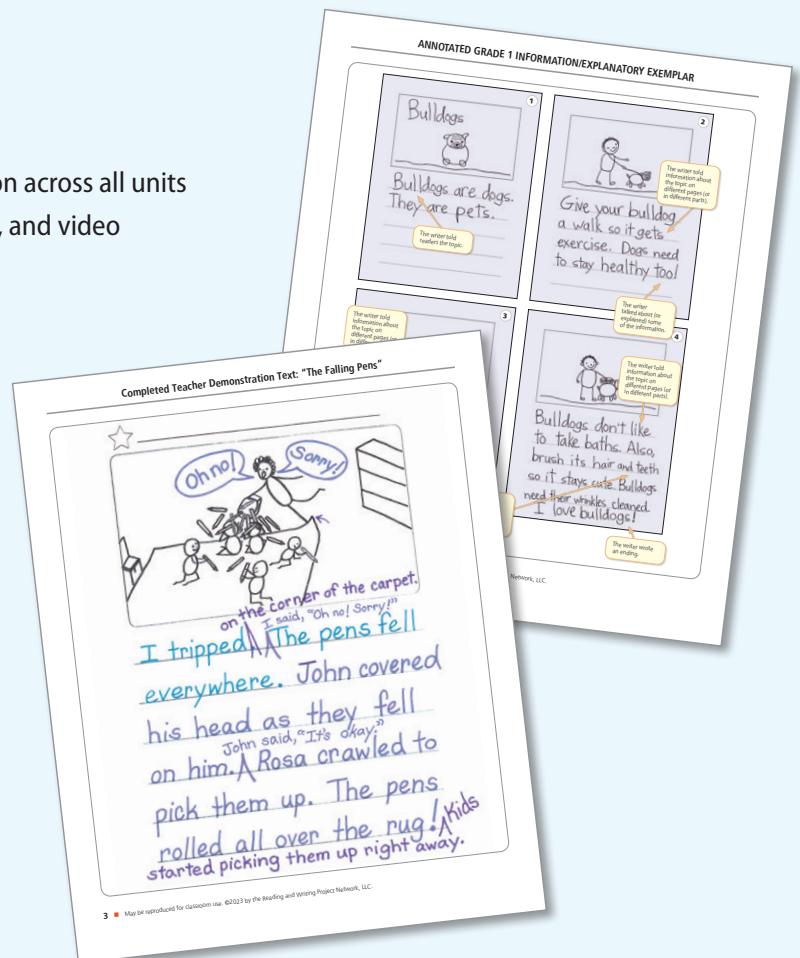 on across all units
, and video
ANNOTATED GRADE 1 INFORMATION/EXPLANATORY EXEMPLAR
1
Bulldogs
Bulldogs are dogs.
They are pets.
The writer told
readers the topic.
2
The writer told
information about
the topic on
different pages (or
in different parts).
Give your bulldog
a walk so it gets
exercise. Dogs need
to stay healthy too!
The writer
talked about (or
explained) some
of the information.
3
The writer told
information about
the topic on
different pages (or
in
4
The writer told
information about
the topic on
different pages (or
in different parts).
Bulldogs don't like
to take baths. Also,
brush its hair and teeth
so it stays cute. Bulldogs
need their wrinkles cleaned.
I love bulldogs!
The writer wrote
an ending.
Network, LLC.
Completed Teacher Demonstration Text: "The Falling Pens"
Oh no!
Sorry!
on the corner of the carpet.
I said, "Oh no! Sorry!"
I tripped The pens fell
everywhere. John covered
his head as they fell
John said, "It's okay."
on him. Rosa crawled to
pick them up. The pens
rolled all over the rug! Kids
started picking them up right away.
3 ■ May be reproduced for classroom use. ©2023 by the Reading and Writing Project Network, LLC.